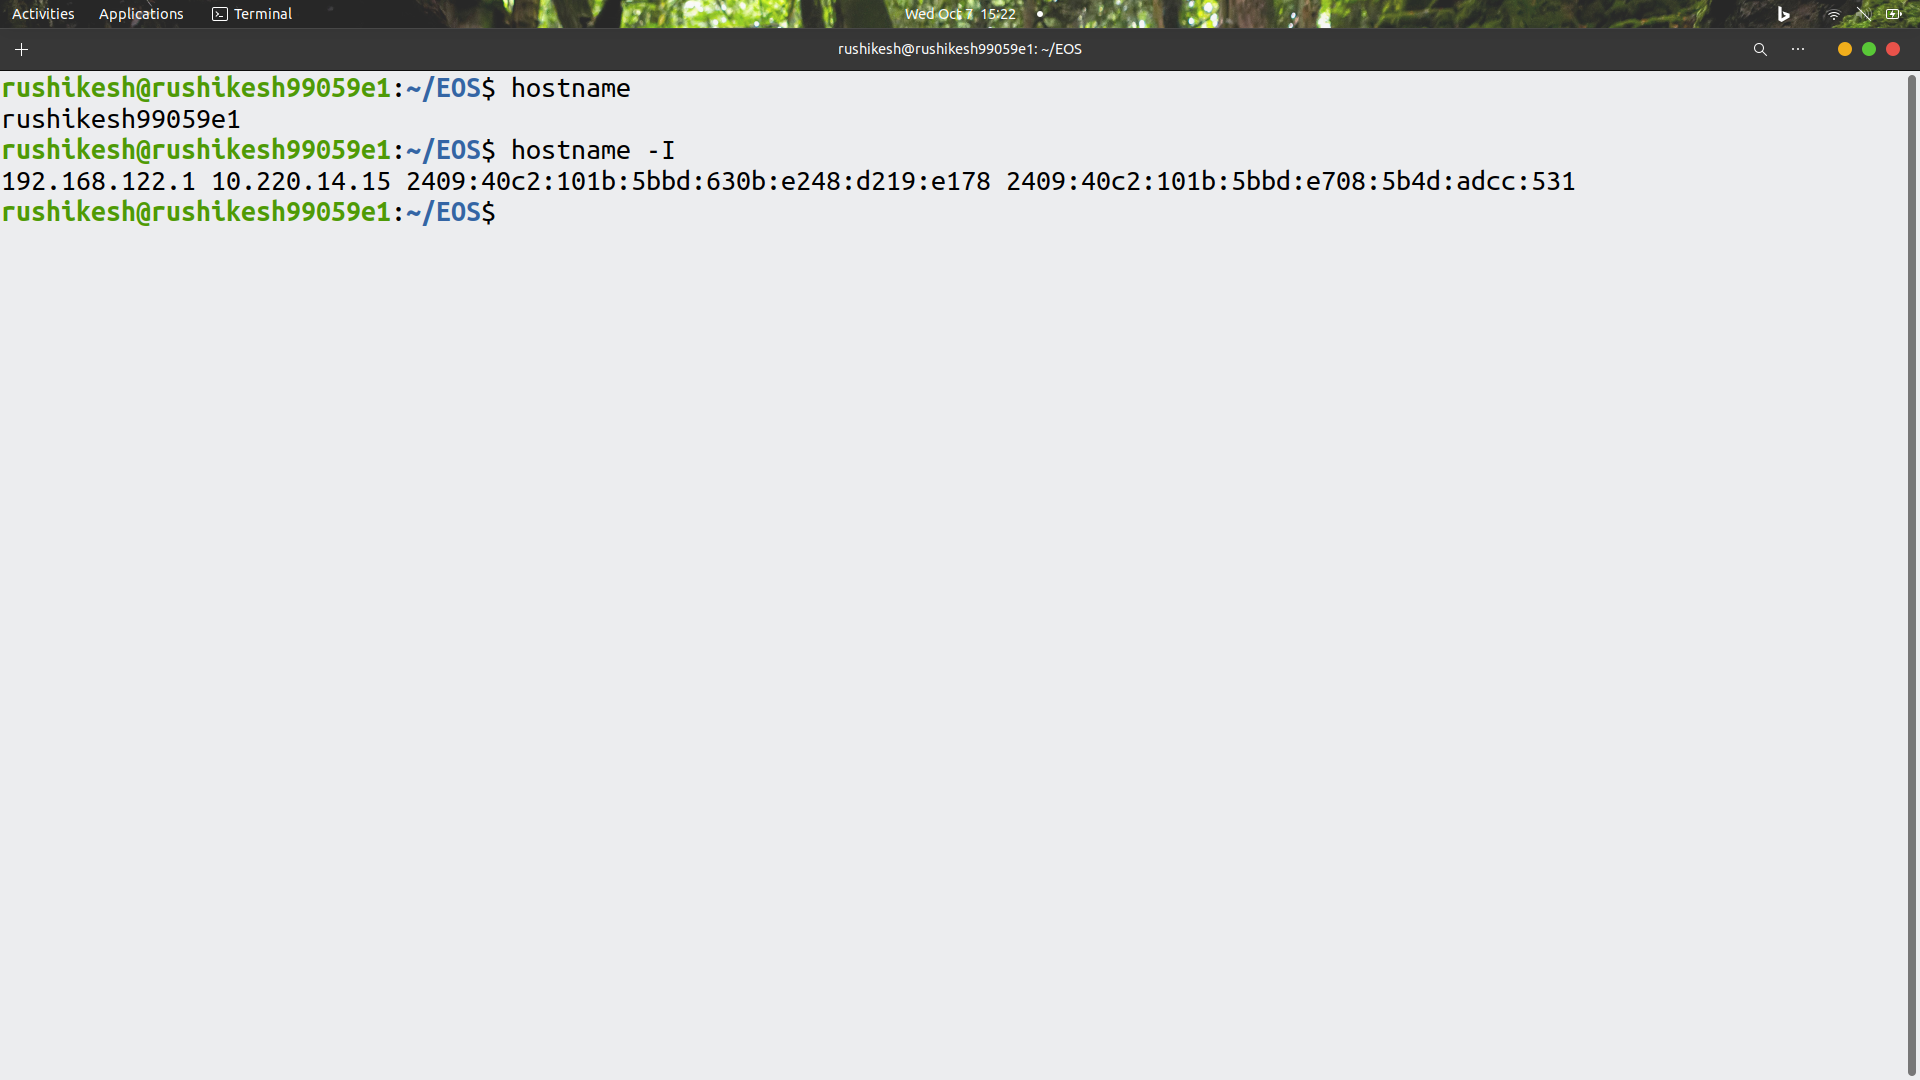 Activities Applications Terminal Wed Oct 7 15:22
rushikesh@rushikesh99059e1: ~/EOS
rushikesh@rushikesh99059e1:~/EOS$ hostname
rushikesh99059e1
rushikesh@rushikesh99059e1:~/EOS$ hostname -I
192.168.122.1 10.220.14.15 2409:40c2:101b:5bbd:630b:e248:d219:e178 2409:40c2:101b:5bbd:e708:5b4d:adcc:531
rushikesh@rushikesh99059e1:~/EOS$